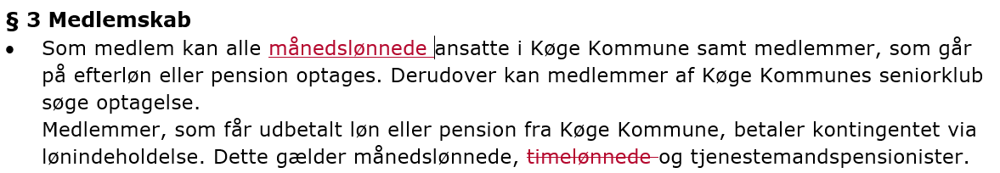 § 3 Medlemskab
• Som medlem kan alle månedslønnede ansatte i Køge Kommune samt medlemmer, som går
på efterløn eller pension optages. Derudover kan medlemmer af Køge Kommunes seniorklub
søge optagelse.
Medlemmer, som får udbetalt løn eller pension fra Køge Kommune, betaler kontingentet via
lønindeholdelse. Dette gælder månedslønnede, timelønnede og tjenestemandspensionister.